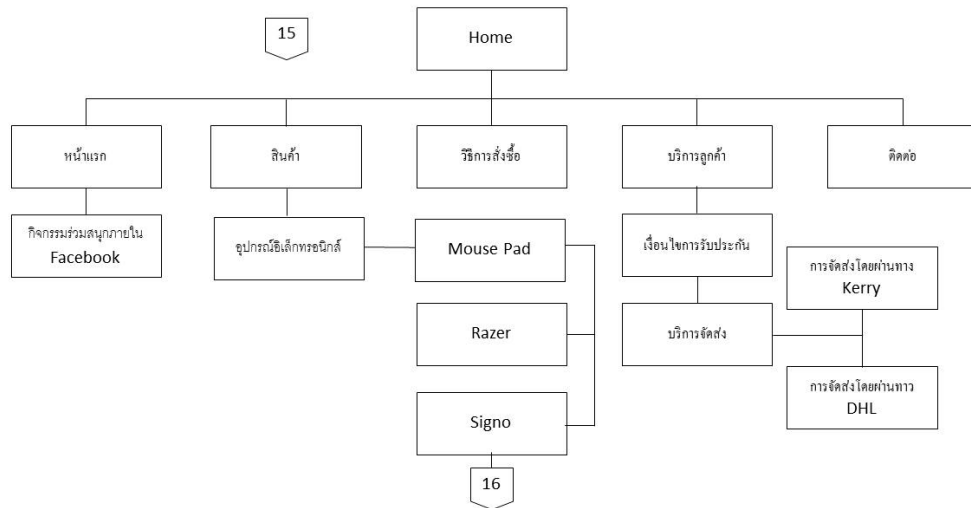 15
Home
หน้าแรก
สินค้า
วิธีการสั่งซื้อ
บริการลูกค้า
ติดต่อ
กิจกรรมร่วมสนุกภายใน
Facebook
อุปกรณ์อิเล็กทรอนิกส์
Mouse Pad
เงื่อนไขการรับประกัน
การจัดส่งโดยผ่านทาง
Kerry
Razer
บริการจัดส่ง
การจัดส่งโดยผ่านทาว
DHL
Signo
16